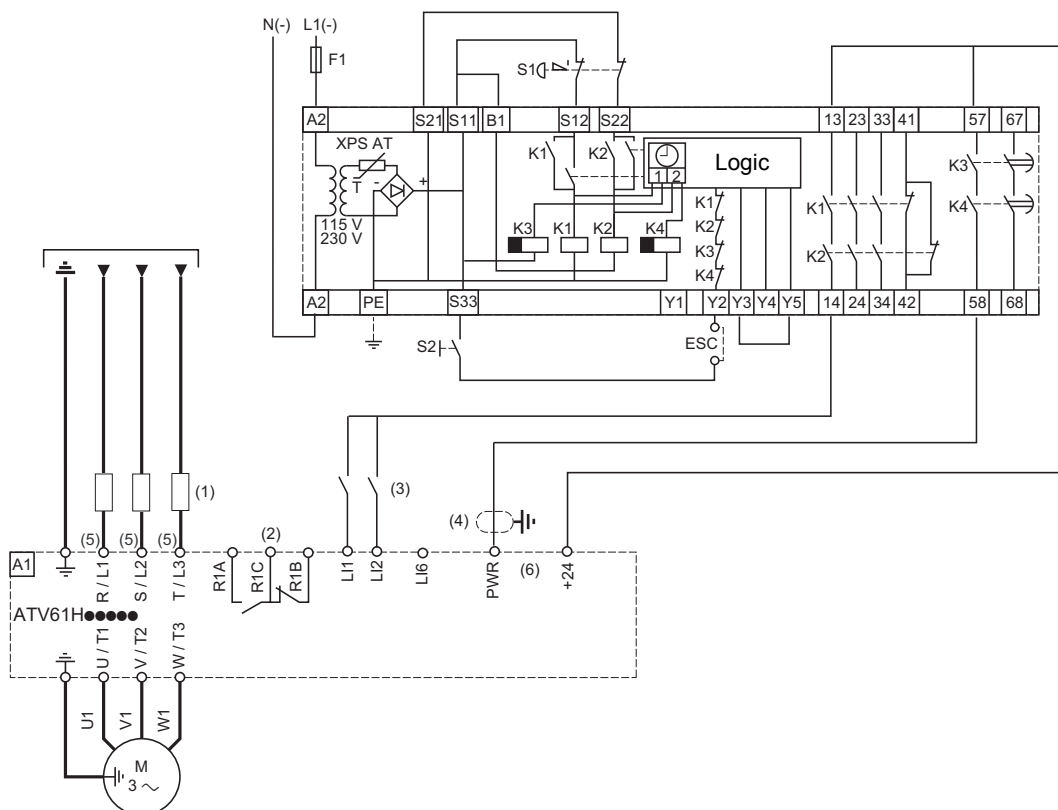 N(-) L1(-)
F1
S1
A2 S21 S11 B1 S12 S22 13 23 33 41 57 67
XPS AT
T - +
115 V
230 V
K1 K2 1 2 Logic
K3 K1 K2 K4
K1
K2
K3
K4
K1
K2
K3
K4
A2 PE S33 Y1 Y2 Y3 Y4 Y5 14 24 34 42 58 68
S2 ESC
(1)
(3)
(4)
(5) (5) (5) (2) (6)
A1
R / L1 S / L2 T / L3 R1A R1C R1B LI1 LI2 LI6 PWR +24
ATV61H●●●●●
U / T1 V / T2 W / T3
U1 V1 W1
M
3 ~